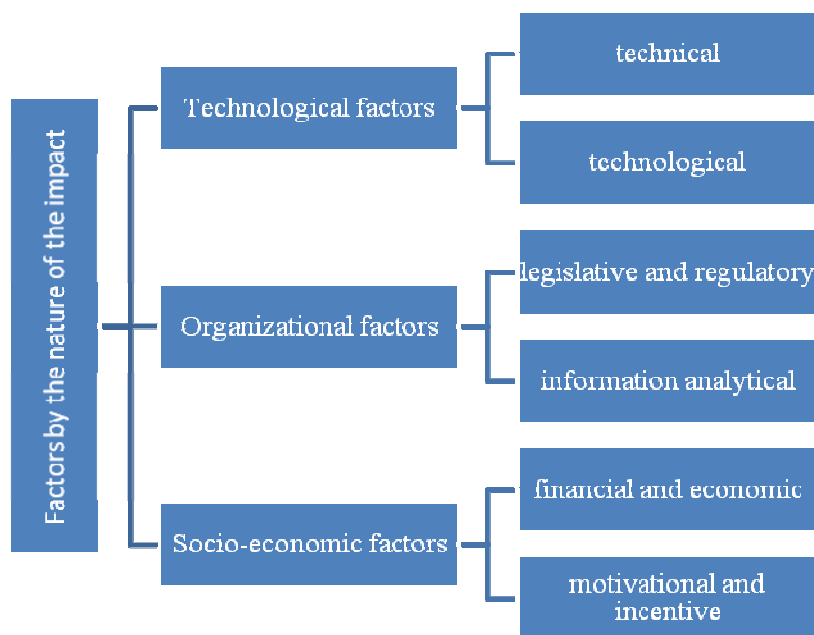 Factors by the nature of the impact
Technological factors
technical
technological
Organizational factors
legislative and regulatory
information analytical
Socio-economic factors
financial and economic
motivational and
incentive